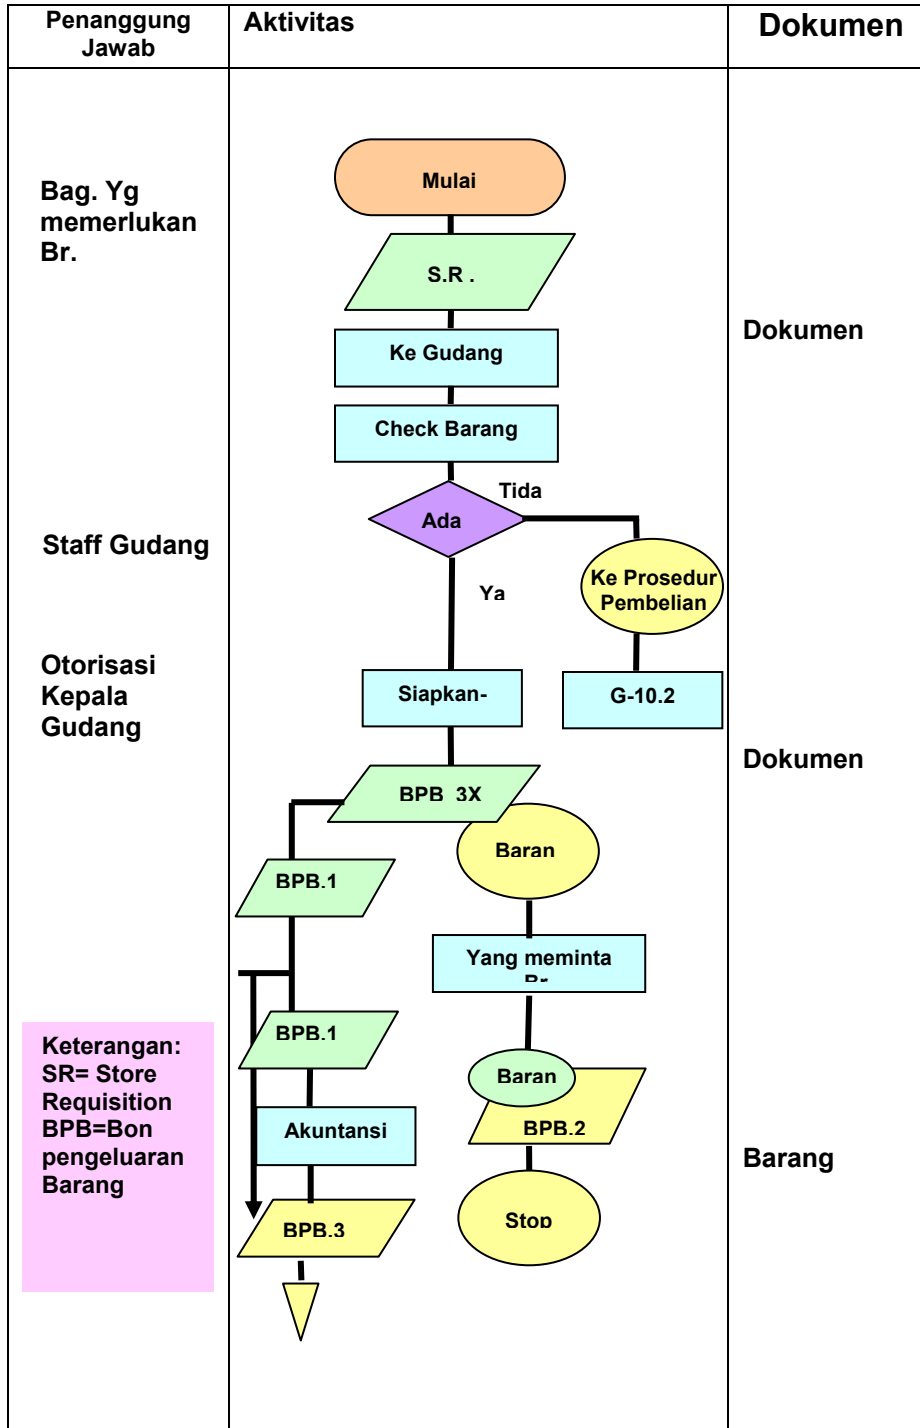 Penanggung
Jawab
Aktivitas
Dokumen
Bag. Yg
memerlukan
Br.
Mulai
S.R .
Ke Gudang
Dokumen
Check Barang
Tida
Ada
Staff Gudang
Ke Prosedur
Pembelian
Ya
Otorisasi
Kepala
Gudang
Siapkan-
G-10.2
Dokumen
BPB 3X
Baran
BPB.1
Yang meminta
Br
BPB.1
Baran
Keterangan:
SR= Store
Requisition
BPB=Bon
pengeluaran
Barang
Akuntansi
BPB.2
Barang
BPB.3
Stop